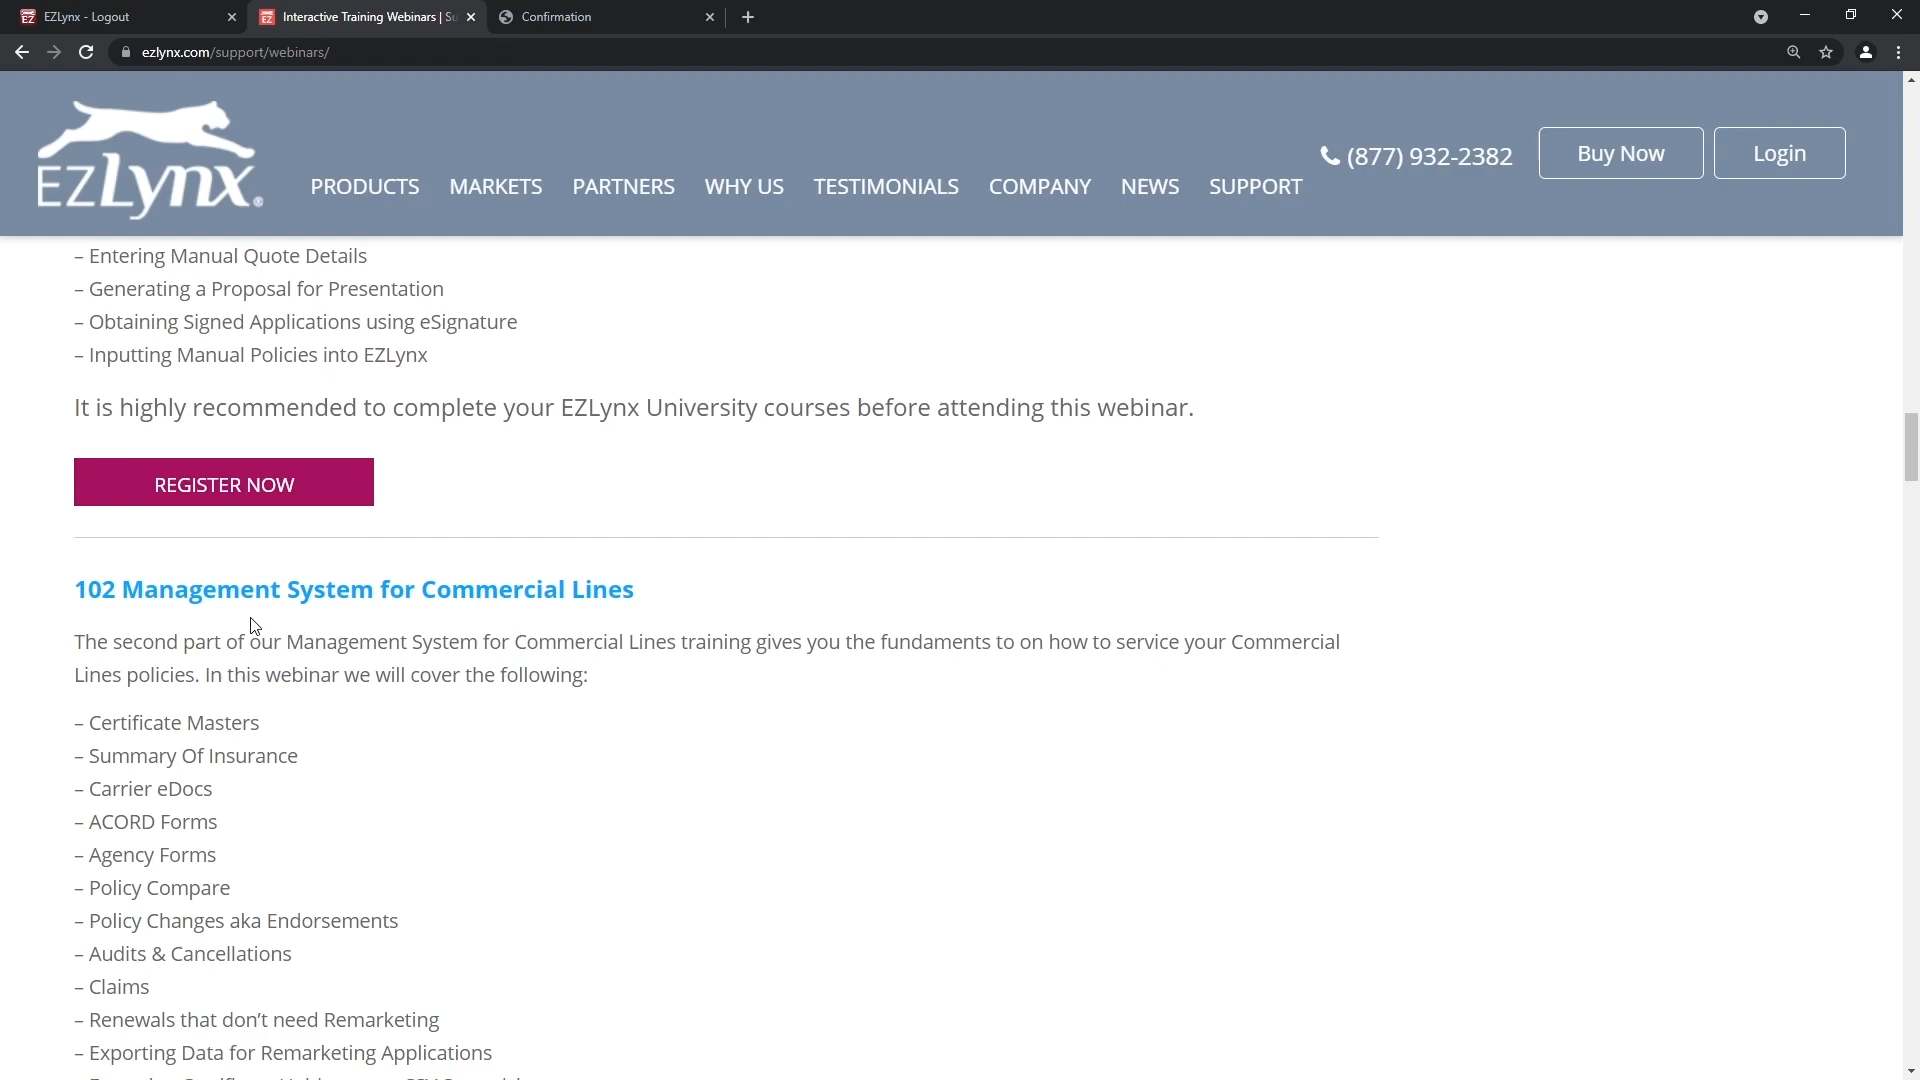 EZLynx - Logout
Interactive Training Webinars | Su
Confirmation
ezlynx.com/support/webinars/
EZLynx®
PRODUCTS
MARKETS
PARTNERS
WHY US
TESTIMONIALS
COMPANY
NEWS
SUPPORT
(877) 932-2382
Buy Now
Login
– Entering Manual Quote Details
– Generating a Proposal for Presentation
– Obtaining Signed Applications using eSignature
– Inputting Manual Policies into EZLynx
It is highly recommended to complete your EZLynx University courses before attending this webinar.
REGISTER NOW
102 Management System for Commercial Lines
The second part of our Management System for Commercial Lines training gives you the fundaments to on how to service your Commercial
Lines policies. In this webinar we will cover the following:
– Certificate Masters
– Summary Of Insurance
– Carrier eDocs
– ACORD Forms
– Agency Forms
– Policy Compare
– Policy Changes aka Endorsements
– Audits & Cancellations
– Claims
– Renewals that don’t need Remarketing
– Exporting Data for Remarketing Applications